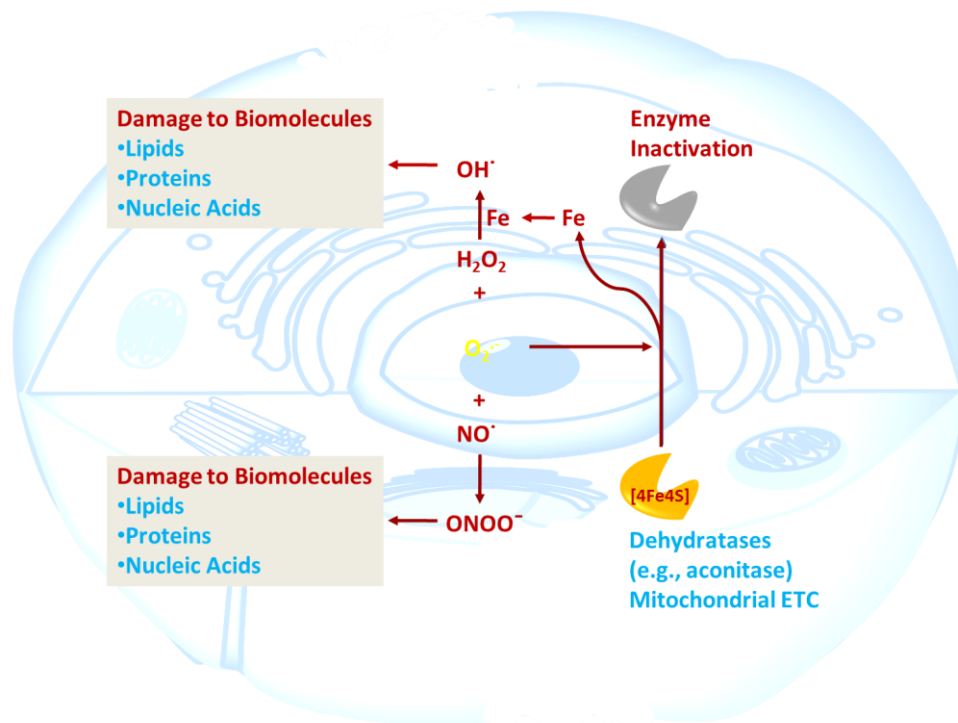 Damage to Biomolecules
•Lipids
•Proteins
•Nucleic Acids
OH˙
Fe
Fe
H₂O₂
+
O₂˙⁻
+
NO˙
ONOO⁻
Enzyme
Inactivation
Damage to Biomolecules
•Lipids
•Proteins
•Nucleic Acids
[4Fe4S]
Dehydratases
(e.g., aconitase)
Mitochondrial ETC